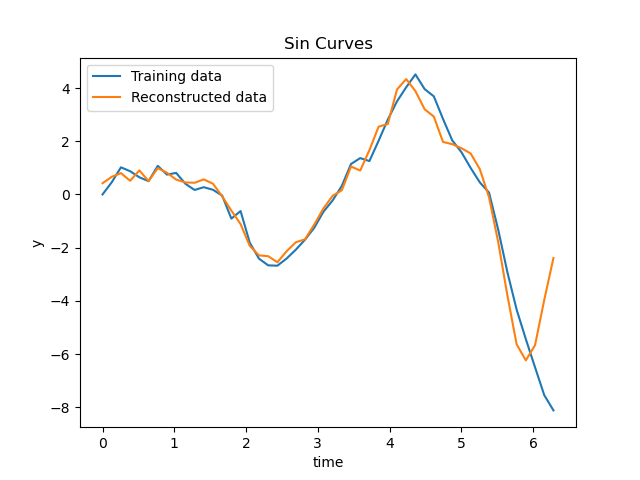 Sin Curves
Training data
Reconstructed data
4
2
0
−2
−4
−6
−8
y
0 1 2 3 4 5 6
time